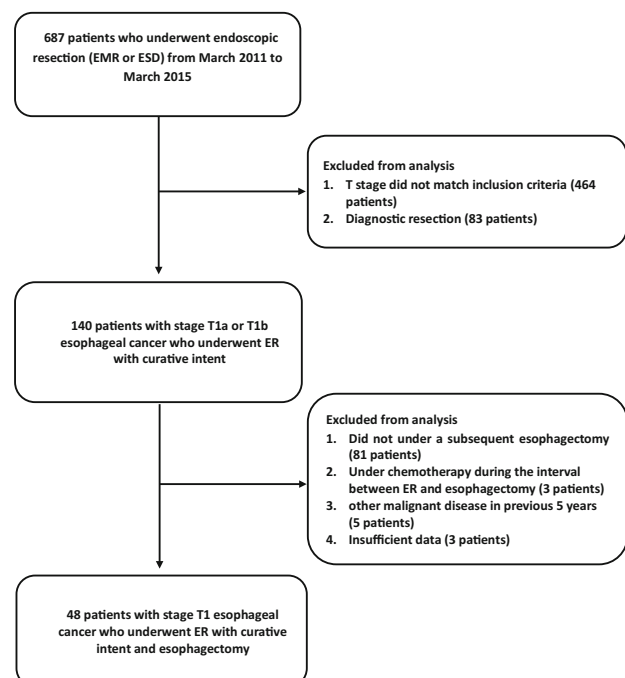 687 patients who underwent endoscopic
resection (EMR or ESD) from March 2011 to
March 2015
Excluded from analysis
1. T stage did not match inclusion criteria (464
patients)
2. Diagnostic resection (83 patients)
140 patients with stage T1a or T1b
esophageal cancer who underwent ER
with curative intent
Excluded from analysis
1. Did not under a subsequent esophagectomy
(81 patients)
2. Under chemotherapy during the interval
between ER and esophagectomy (3 patients)
3. other malignant disease in previous 5 years
(5 patients)
4. Insufficient data (3 patients)
48 patients with stage T1 esophageal
cancer who underwent ER with curative
intent and esophagectomy